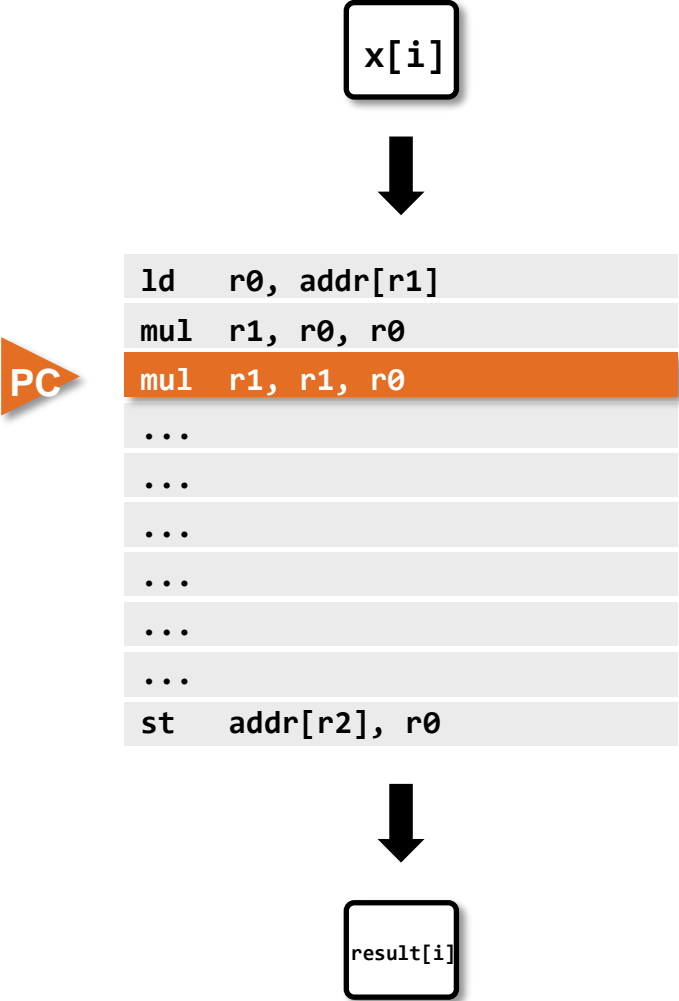 x[i]
ld r0, addr[r1]
mul r1, r0, r0
PC
mul r1, r1, r0
...
...
...
...
...
...
st addr[r2], r0
result[i]